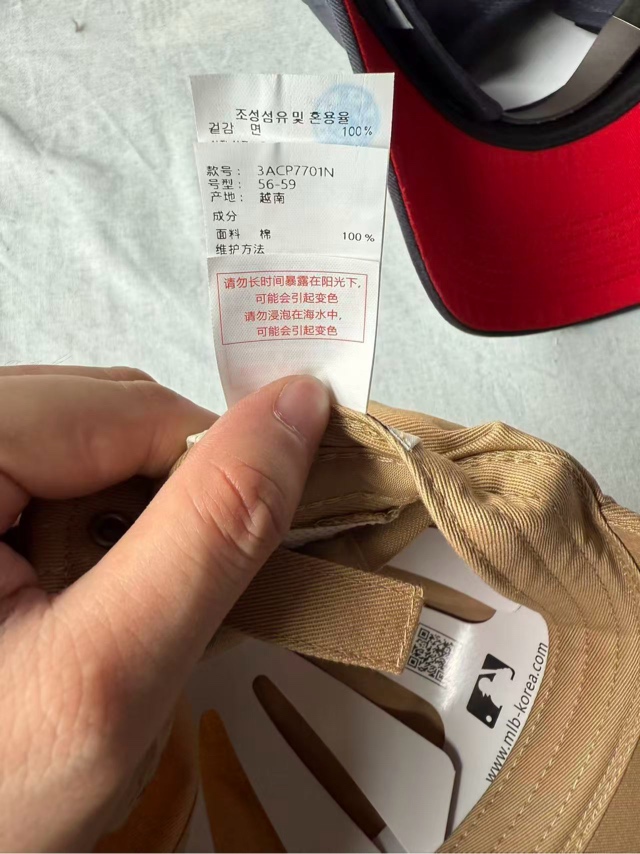 조성섬유 및 혼용율
겉감 면 100%
款号： 3ACP7701N
号型： 56-59
产地： 越南
成分
面料 棉 100%
维护方法
请勿长时间暴露在阳光下,
可能会引起变色
请勿浸泡在海水中,
可能会引起变色
www.mlb-korea.com